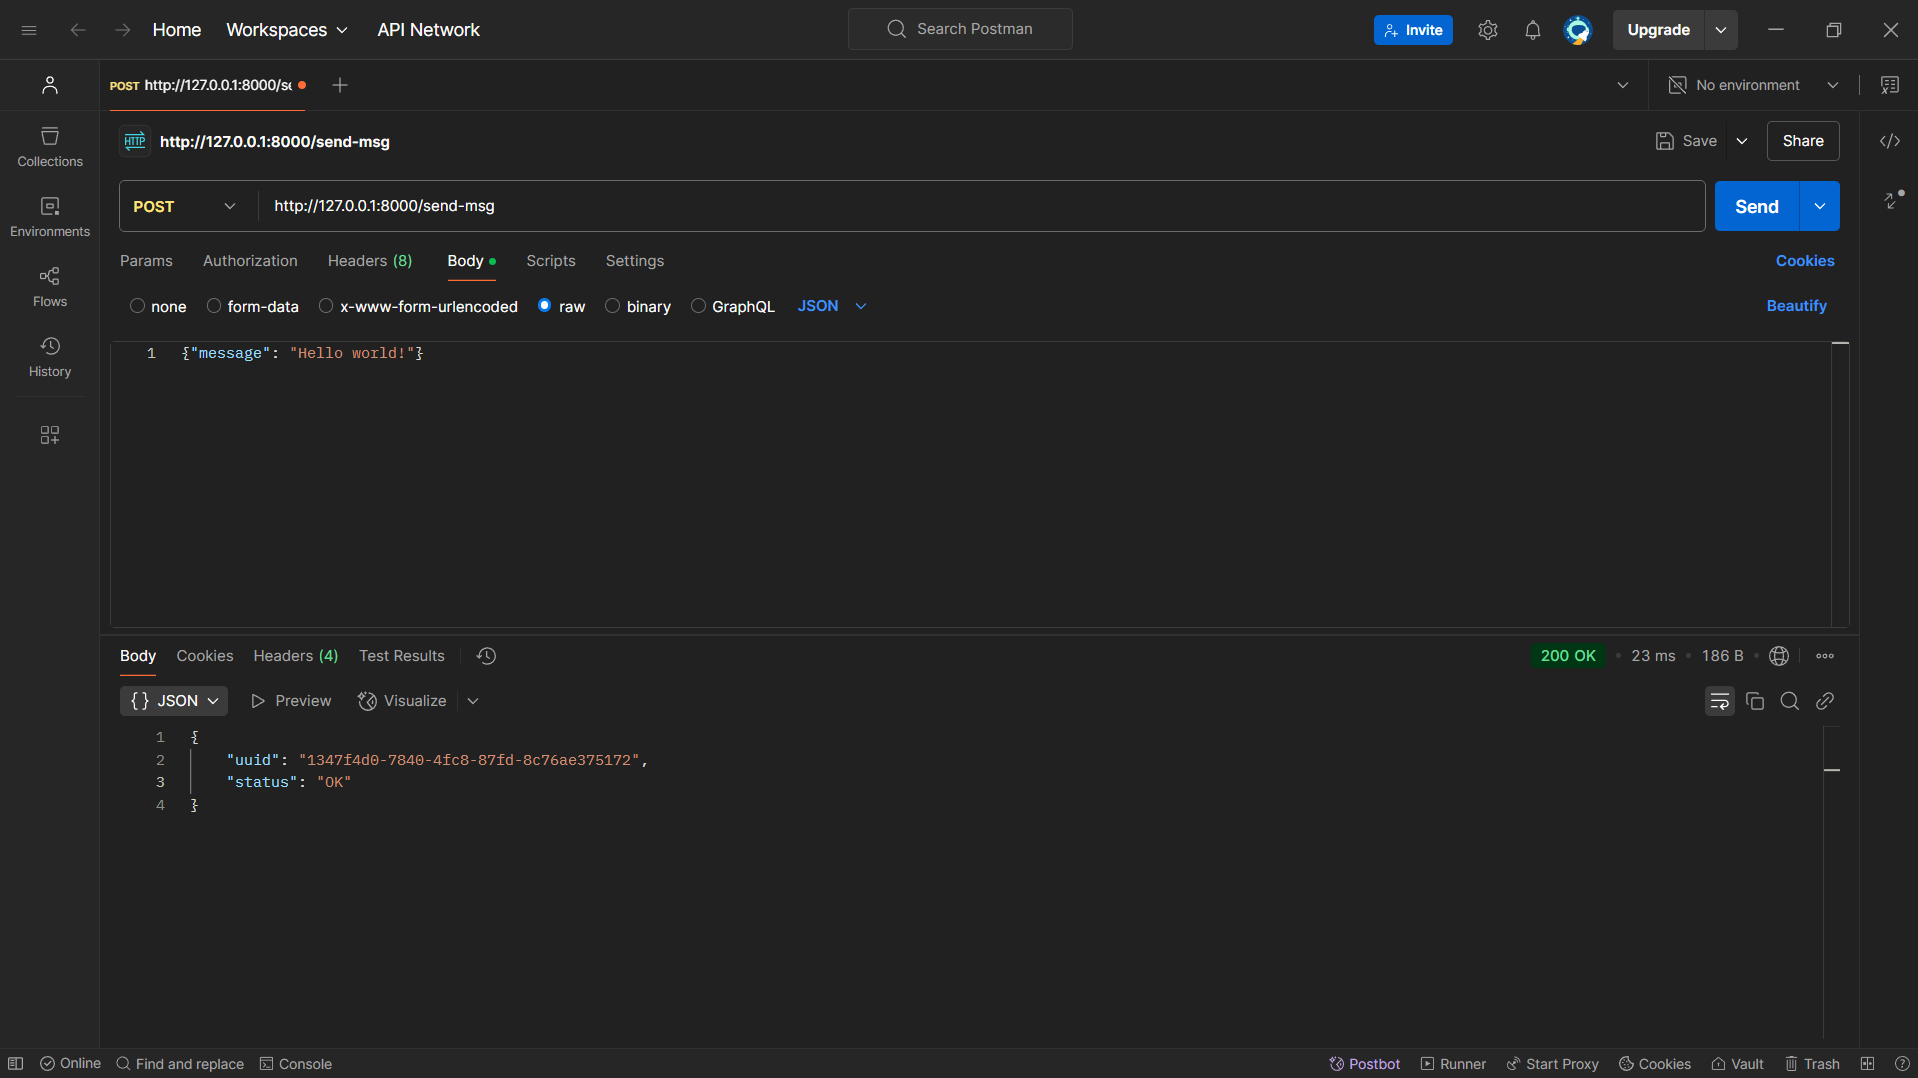 Home Workspaces API Network Search Postman Invite Upgrade
POST http://127.0.0.1:8000/se No environment
HTTP http://127.0.0.1:8000/send-msg Save Share
Collections
POST http://127.0.0.1:8000/send-msg Send
Environments
Params Authorization Headers (8) Body Scripts Settings Cookies
Flows
none form-data x-www-form-urlencoded raw binary GraphQL JSON Beautify
1 {"message": "Hello world!"}
History
Body Cookies Headers (4) Test Results 200 OK 23 ms 186 B
{} JSON Preview Visualize
1 {
2 "uuid": "1347f4d0-7840-4fc8-87fd-8c76ae375172",
3 "status": "OK"
4 }
Online Find and replace Console Postbot Runner Start Proxy Cookies Vault Trash